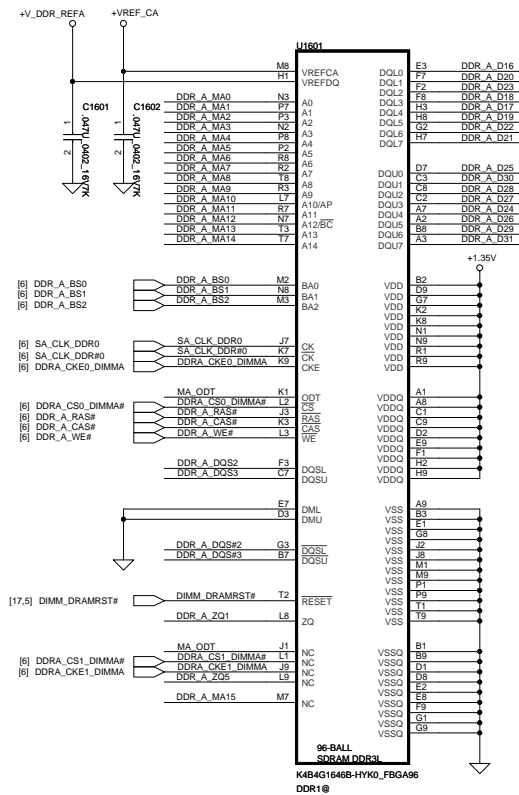 +V_DDR_REFA +VREF_CA
C1601
.047U_0402_16V7K
1
2
C1602
.047U_0402_16V7K
1
2
U1601
M8 VREFCA
H1 VREFDQ
DDR_A_MA0 N3 A0
DDR_A_MA1 P7 A1
DDR_A_MA2 P3 A2
DDR_A_MA3 N2 A3
DDR_A_MA4 P8 A4
DDR_A_MA5 P2 A5
DDR_A_MA6 R8 A6
DDR_A_MA7 R2 A7
DDR_A_MA8 T8 A8
DDR_A_MA9 R3 A9
DDR_A_MA10 L7 A10/AP
DDR_A_MA11 R7 A11
DDR_A_MA12 N7 A12/BC
DDR_A_MA13 T3 A13
DDR_A_MA14 T7 A14
[6] DDR_A_BS0 DDR_A_BS0 M2 BA0
[6] DDR_A_BS1 DDR_A_BS1 N8 BA1
[6] DDR_A_BS2 DDR_A_BS2 M3 BA2
[6] SA_CLK_DDR0 SA_CLK_DDR0 J7 CK
[6] SA_CLK_DDR#0 SA_CLK_DDR#0 K7 CK
[6] DDRA_CKE0_DIMMA DDRA_CKE0_DIMMA K9 CKE
MA_ODT K1 ODT
[6] DDRA_CS0_DIMMA# DDRA_CS0_DIMMA# L2 CS
[6] DDR_A_RAS# DDR_A_RAS# J3 RAS
[6] DDR_A_CAS# DDR_A_CAS# K3 CAS
[6] DDR_A_WE# DDR_A_WE# L3 WE
DDR_A_DQS2 F3 DQSL
DDR_A_DQS3 C7 DQSU
E7 DML
D3 DMU
DDR_A_DQS#2 G3 DQSL
DDR_A_DQS#3 B7 DQSU
[17,5] DIMM_DRAMRST# DIMM_DRAMRST# T2 RESET
DDR_A_ZQ1 L8 ZQ
MA_ODT J1 NC
[6] DDRA_CS1_DIMMA# DDRA_CS1_DIMMA# L1 NC
[6] DDRA_CKE1_DIMMA DDRA_CKE1_DIMMA J9 NC
DDR_A_ZQ5 L9 NC
DDR_A_MA15 M7 NC
DQL0 E3 DDR_A_D16
DQL1 F7 DDR_A_D20
DQL2 F2 DDR_A_D23
DQL3 F8 DDR_A_D18
DQL4 H3 DDR_A_D17
DQL5 H8 DDR_A_D19
DQL6 G2 DDR_A_D22
DQL7 H7 DDR_A_D21
DQU0 D7 DDR_A_D25
DQU1 C3 DDR_A_D30
DQU2 C8 DDR_A_D28
DQU3 C2 DDR_A_D27
DQU4 A7 DDR_A_D24
DQU5 A2 DDR_A_D26
DQU6 B8 DDR_A_D29
DQU7 A3 DDR_A_D31
+1.35V
VDD B2
VDD D9
VDD G7
VDD K2
VDD K8
VDD N1
VDD N9
VDD R1
VDD R9
VDDQ A1
VDDQ A8
VDDQ C1
VDDQ C9
VDDQ D2
VDDQ E9
VDDQ F1
VDDQ H2
VDDQ H9
VSS A9
VSS B3
VSS E1
VSS G8
VSS J2
VSS J8
VSS M1
VSS M9
VSS P1
VSS P9
VSS T1
VSS T9
VSSQ B1
VSSQ B9
VSSQ D1
VSSQ D8
VSSQ E2
VSSQ E8
VSSQ F9
VSSQ G1
VSSQ G9
96-BALL
SDRAM DDR3L
K4B4G1646B-HYK0_FBGA96
DDR1@